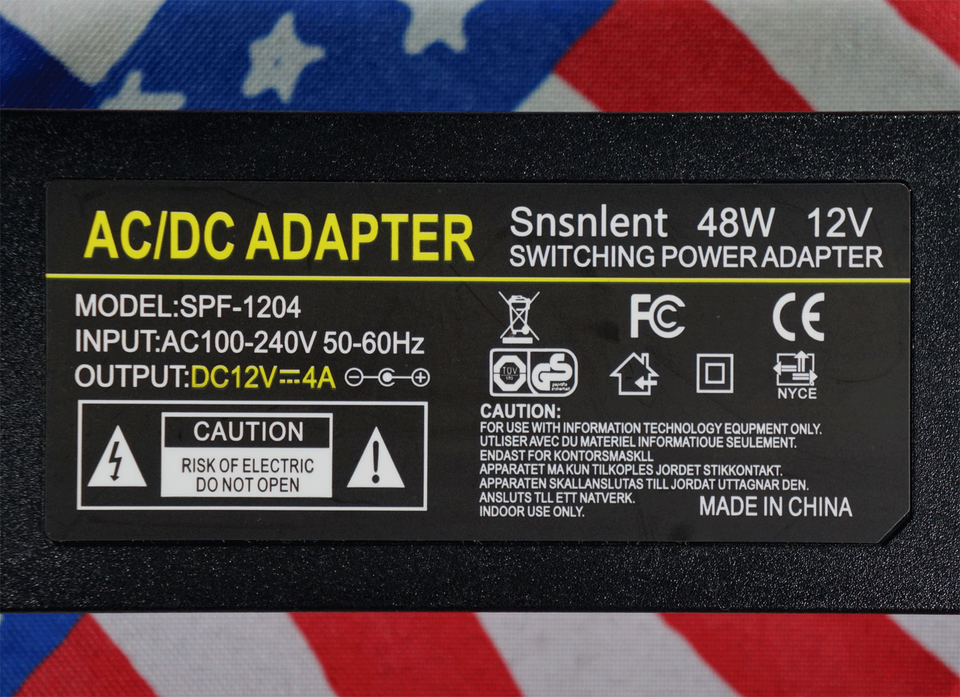 AC/DC ADAPTER
Snsnlent 48W 12V
SWITCHING POWER ADAPTER
MODEL:SPF-1204
INPUT:AC100-240V 50-60Hz
OUTPUT:DC12V⎓4A
CAUTION
RISK OF ELECTRIC
DO NOT OPEN
FC
CE
GS
NYCE
CAUTION:
FOR USE WITH INFORMATION TECHNOLOGY EQUPMENT ONLY.
UTLISER AVEC DU MATERIEL INFORMATIOUE SEULEMENT.
ENDAST FOR KONTORSMASKLL
APPARATET MA KUN TILKOPLES JORDET STIKKONTAKT.
APPARATEN SKALLANSLUTAS TILL JORDAT UTTAGNAR DEN.
ANSLUTS TLL ETT NATVERK.
INDOOR USE ONLY.
MADE IN CHINA